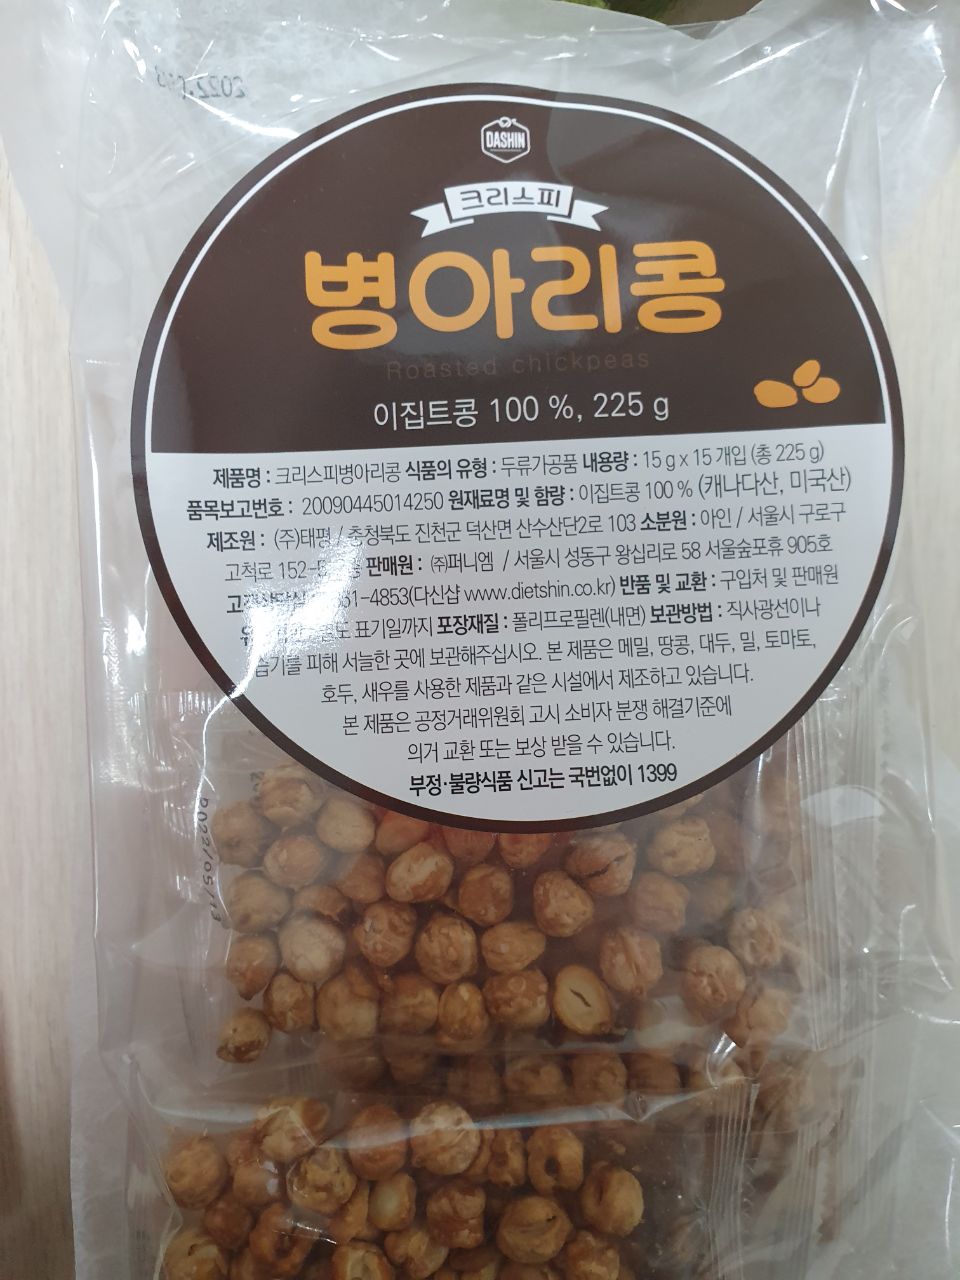 DASHIN
크리스피
병아리콩
Roasted chickpeas
이집트콩 100 %, 225 g
제품명 : 크리스피병아리콩 식품의 유형 : 두류가공품 내용량 : 15 g x 15 개입 (총 225 g)
품목보고번호 : 20090445014250 원재료명 및 함량 : 이집트콩 100 % (캐나다산, 미국산)
제조원 : (주)태평 / 충청북도 진천군 덕산면 산수산단2로 103 소분원 : 아인 / 서울시 구로구
고척로 판매원 : ㈜퍼니엠 / 서울시 성동구 왕십리로 58 서울숲포휴 905호
(다신샵 www.dietshin.co.kr) 반품 및 교환 : 구입처 및 판매원
표기일까지 포장재질 : 폴리프로필렌(내면) 보관방법 : 직사광선이나
습기를 피해 서늘한 곳에 보관해주십시오. 본 제품은 메밀, 땅콩, 대두, 밀, 토마토,
호두, 새우를 사용한 제품과 같은 시설에서 제조하고 있습니다.
본 제품은 공정거래위원회 고시 소비자 분쟁 해결기준에
의거 교환 또는 보상 받을 수 있습니다.
부정·불량식품 신고는 국번없이 1399
2022/05/13